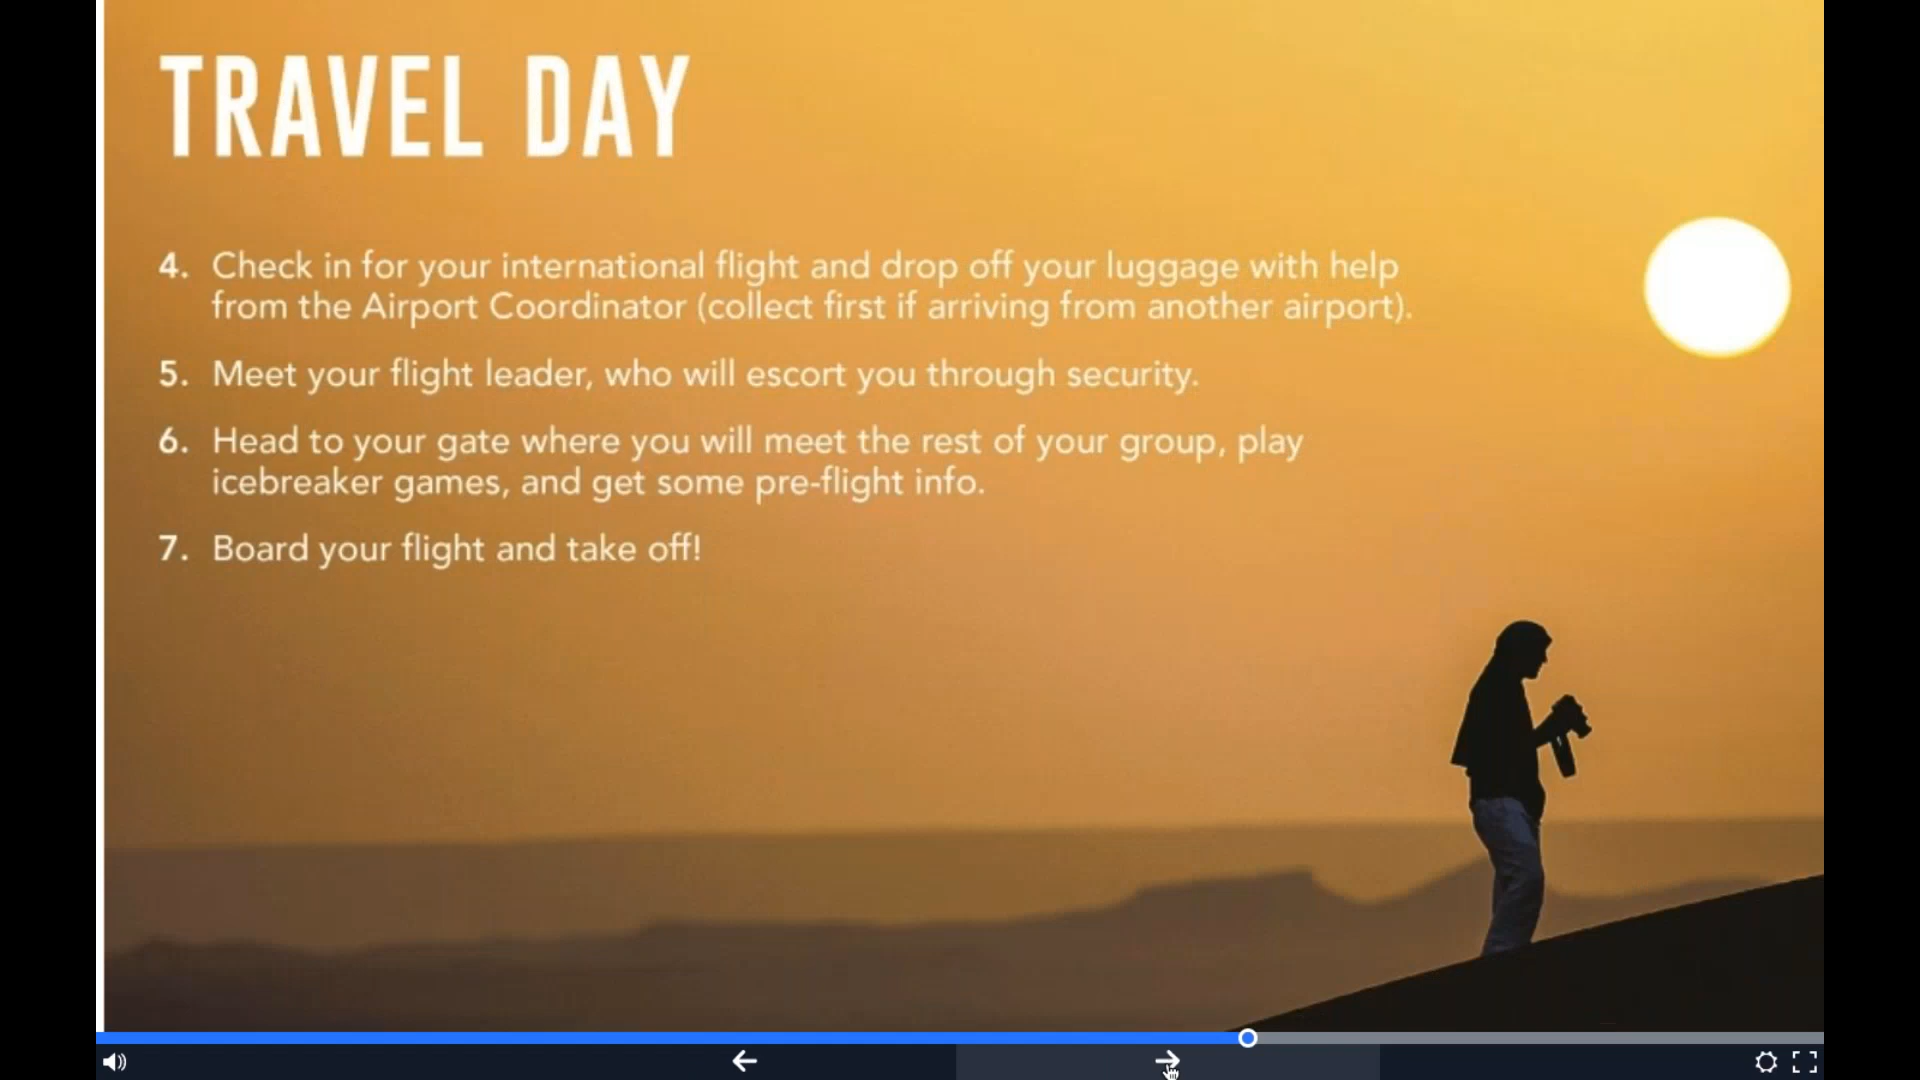 TRAVEL DAY
4. Check in for your international flight and drop off your luggage with help
from the Airport Coordinator (collect first if arriving from another airport).
5. Meet your flight leader, who will escort you through security.
6. Head to your gate where you will meet the rest of your group, play
icebreaker games, and get some pre-flight info.
7. Board your flight and take off!